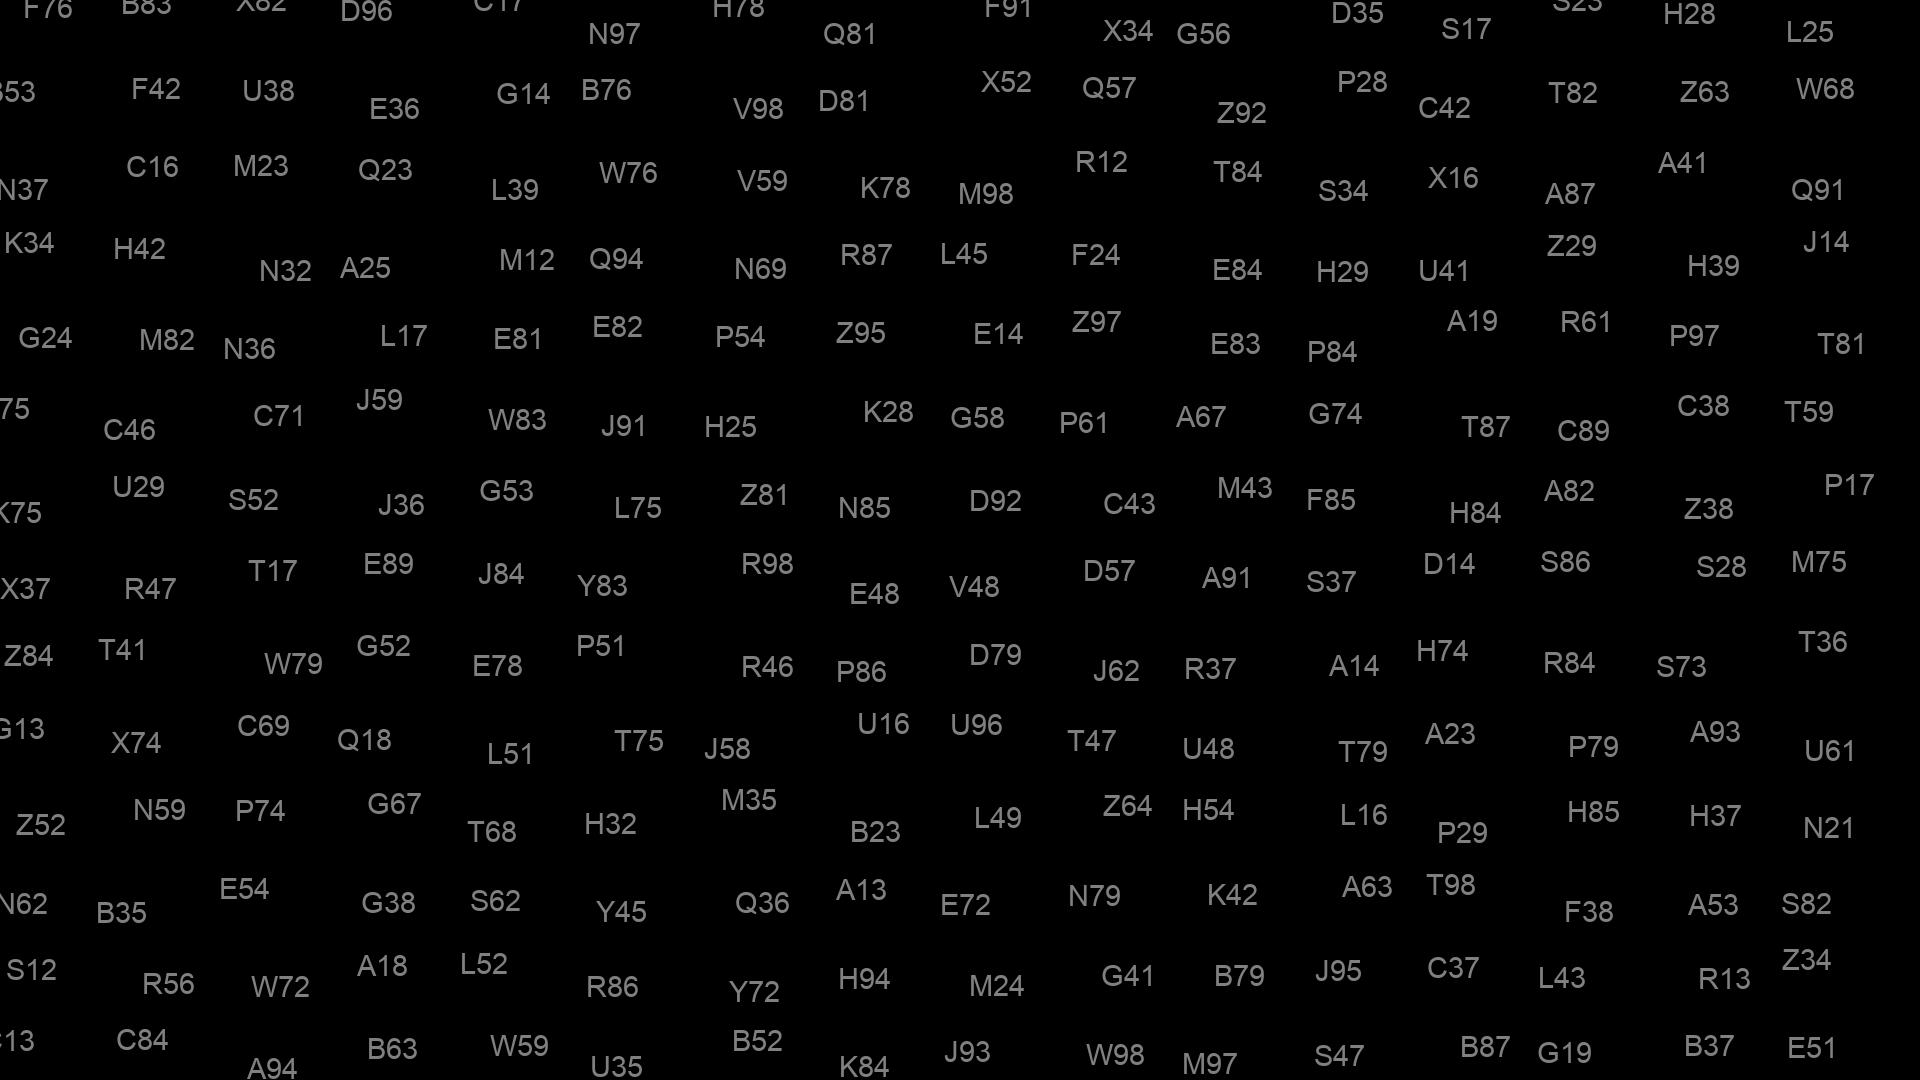 F76 B83 X82 D96 C17 N97 H78 Q81 F91 X34 G56 D35 S17 S23 H28 L25
F42 U38 E36 G14 B76 V98 D81 X52 Q57 Z92 P28 C42 T82 Z63 W68
N37 C16 M23 Q23 L39 W76 V59 K78 M98 R12 T84 S34 X16 A87 A41 Q91
K34 H42 N32 A25 M12 Q94 N69 R87 L45 F24 E84 H29 U41 Z29 H39 J14
G24 M82 N36 L17 E81 E82 P54 Z95 E14 Z97 E83 P84 A19 R61 P97 T81
75 C46 C71 J59 W83 J91 H25 K28 G58 P61 A67 G74 T87 C89 C38 T59
K75 U29 S52 J36 G53 L75 Z81 N85 D92 C43 M43 F85 H84 A82 Z38 P17
X37 R47 T17 E89 J84 Y83 R98 E48 V48 D57 A91 S37 D14 S86 S28 M75
Z84 T41 W79 G52 E78 P51 R46 P86 D79 J62 R37 A14 H74 R84 S73 T36
G13 X74 C69 Q18 L51 T75 J58 U16 U96 T47 U48 T79 A23 P79 A93 U61
Z52 N59 P74 G67 T68 H32 M35 B23 L49 Z64 H54 L16 P29 H85 H37 N21
N62 B35 E54 G38 S62 Y45 Q36 A13 E72 N79 K42 A63 T98 F38 A53 S82
S12 R56 W72 A18 L52 R86 Y72 H94 M24 G41 B79 J95 C37 L43 R13 Z34
C84 A94 B63 W59 U35 B52 K84 J93 W98 M97 S47 B87 G19 B37 E51